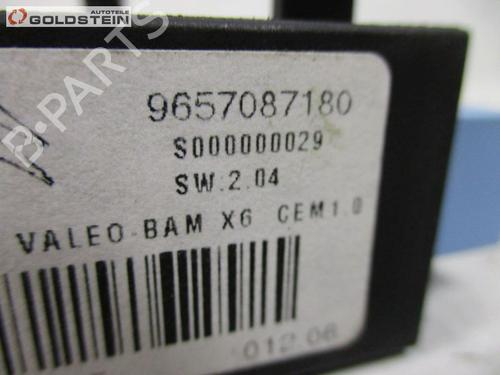 Autoteile
GOLDSTEIN
B-PARTS
9657087180
S000000029
SW.2.04
VALEO-BAM X6 CEM1.0
012 06